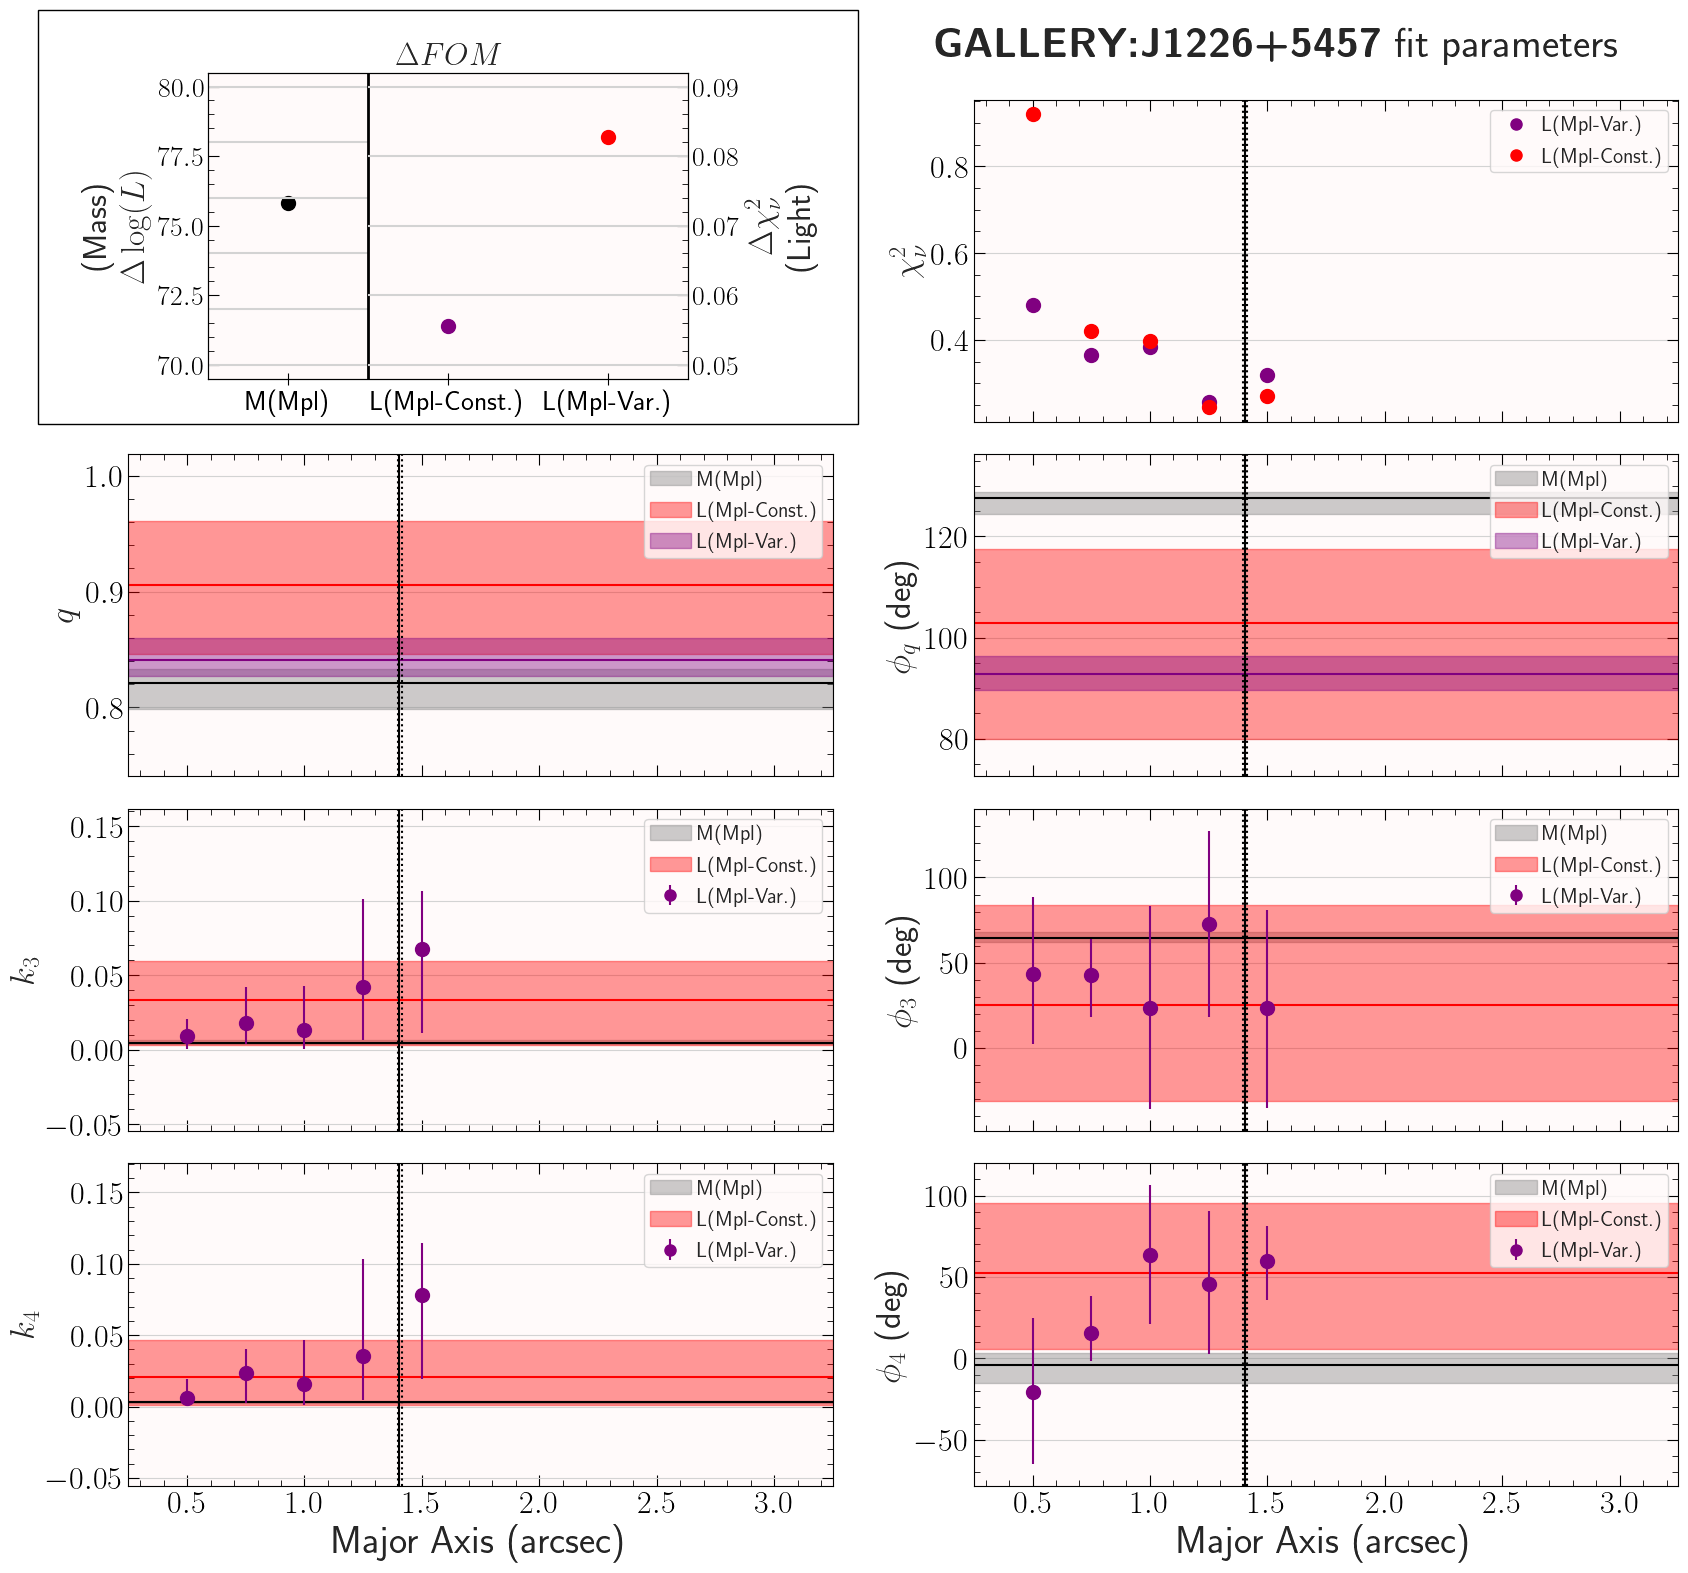 GALLERY:J1226+5457 fit parameters
ΔFOM
(Mass)
Δ log(L)
80.0
77.5
75.0
72.5
70.0
0.09
0.08
0.07
0.06
0.05
Δχ²ν
(Light)
M(Mpl)
L(Mpl-Const.)
L(Mpl-Var.)
χ²ν
0.8
0.6
0.4
L(Mpl-Var.)
L(Mpl-Const.)
q
1.0
0.9
0.8
M(Mpl)
L(Mpl-Const.)
L(Mpl-Var.)
ϕq (deg)
120
100
80
M(Mpl)
L(Mpl-Const.)
L(Mpl-Var.)
k3
0.15
0.10
0.05
0.00
−0.05
M(Mpl)
L(Mpl-Const.)
L(Mpl-Var.)
ϕ3 (deg)
100
50
0
M(Mpl)
L(Mpl-Const.)
L(Mpl-Var.)
k4
0.15
0.10
0.05
0.00
−0.05
M(Mpl)
L(Mpl-Const.)
L(Mpl-Var.)
0.5 1.0 1.5 2.0 2.5 3.0
Major Axis (arcsec)
ϕ4 (deg)
100
50
0
−50
M(Mpl)
L(Mpl-Const.)
L(Mpl-Var.)
0.5 1.0 1.5 2.0 2.5 3.0
Major Axis (arcsec)